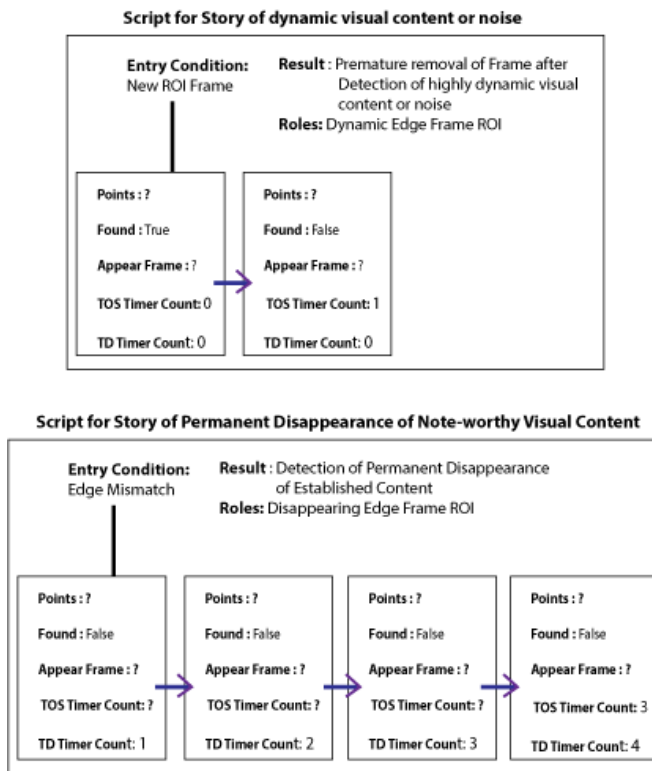 Script for Story of dynamic visual content or noise
Entry Condition:
New ROI Frame
Result : Premature removal of Frame after
Detection of highly dynamic visual
content or noise
Roles: Dynamic Edge Frame ROI
Points : ?
Found : True
Appear Frame : ?
TOS Timer Count: 0
TD Timer Count: 0
Points : ?
Found : False
Appear Frame : ?
TOS Timer Count: 1
TD Timer Count: 0
Script for Story of Permanent Disappearance of Note-worthy Visual Content
Entry Condition:
Edge Mismatch
Result : Detection of Permanent Disappearance
of Established Content
Roles: Disappearing Edge Frame ROI
Points : ?
Found : False
Appear Frame : ?
TOS Timer Count: ?
TD Timer Count: 1
Points : ?
Found : False
Appear Frame : ?
TOS Timer Count: ?
TD Timer Count: 2
Points : ?
Found : False
Appear Frame : ?
TOS Timer Count: ?
TD Timer Count: 3
Points : ?
Found : False
Appear Frame : ?
TOS Timer Count: 3
TD Timer Count: 4